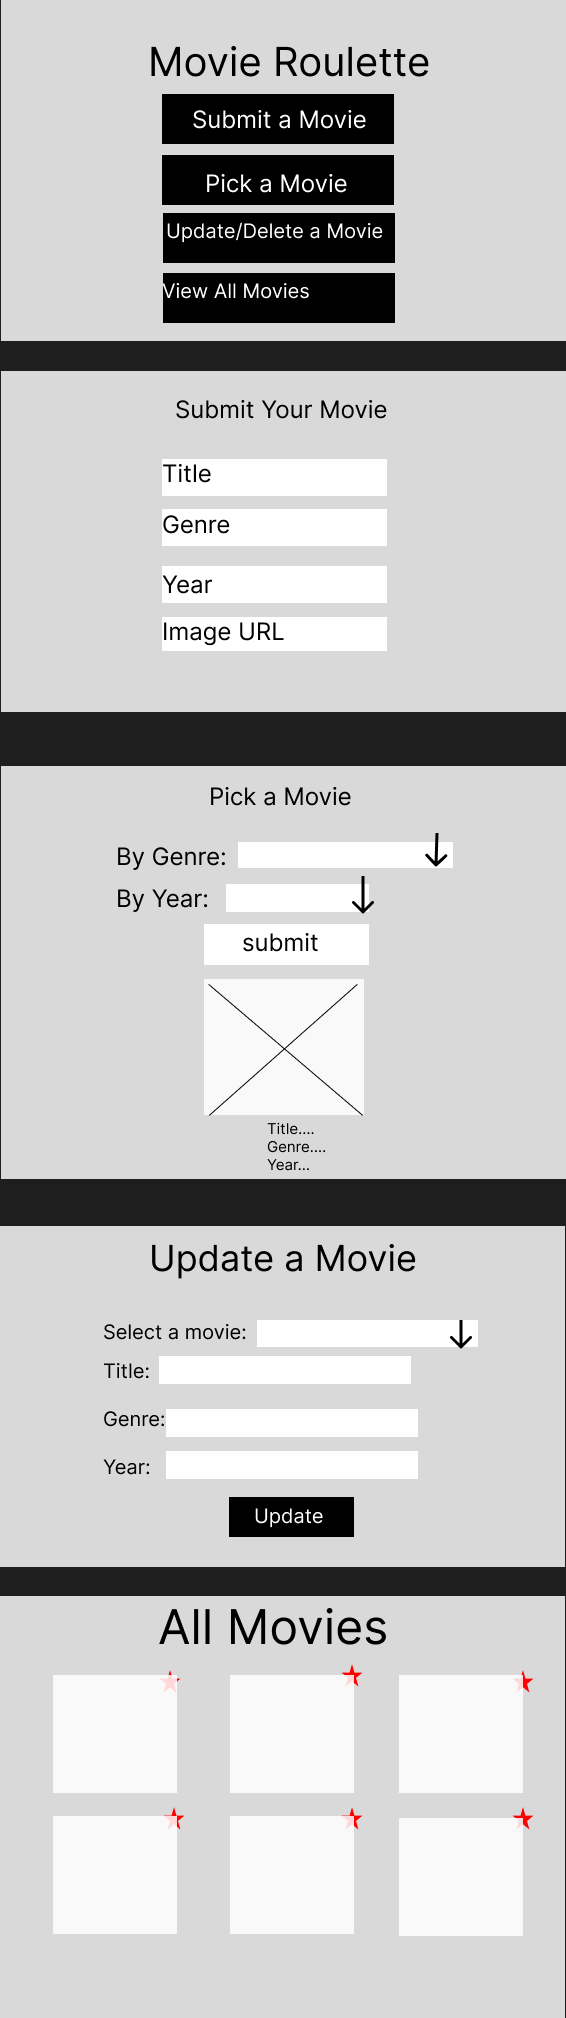 Movie Roulette
Submit a Movie
Pick a Movie
Update/Delete a Movie
View All Movies
Submit Your Movie
Title
Genre
Year
Image URL
Pick a Movie
By Genre:
By Year:
submit
Title....
Genre....
Year...
Update a Movie
Select a movie:
Title:
Genre:
Year:
Update
All Movies